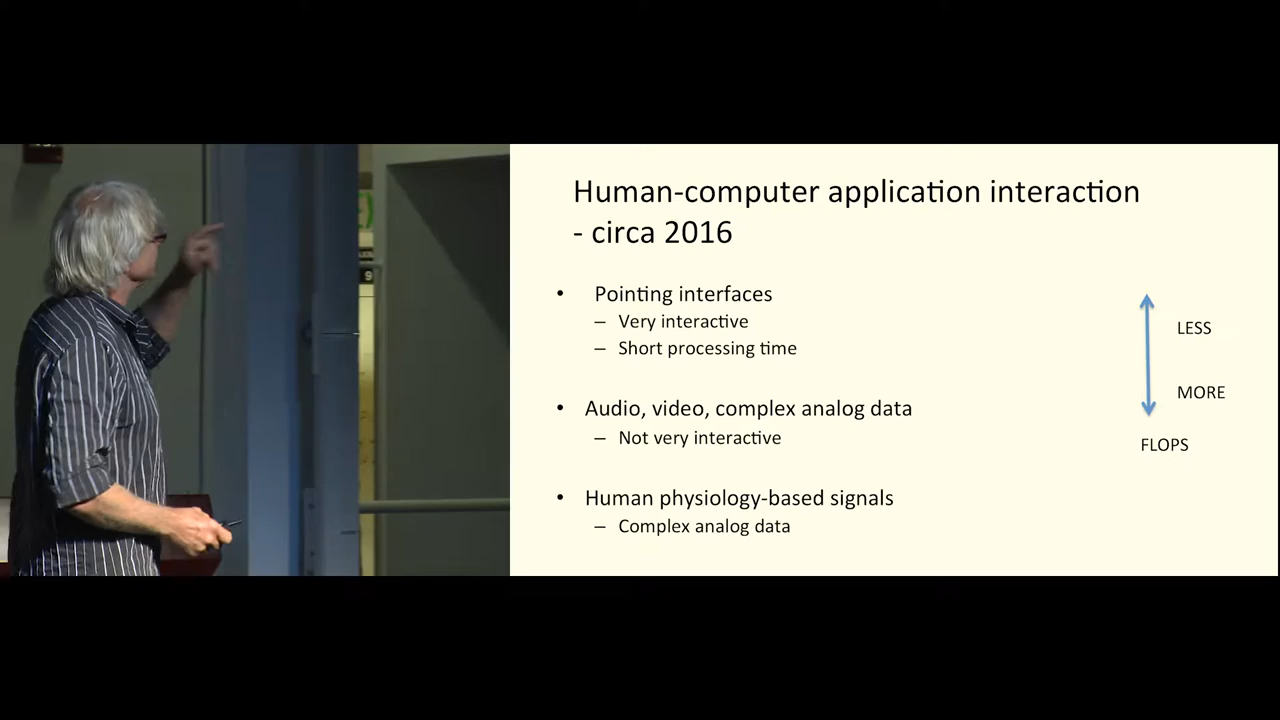 Human-computer application interaction
- circa 2016
• Pointing interfaces
– Very interactive
– Short processing time
• Audio, video, complex analog data
– Not very interactive
• Human physiology-based signals
– Complex analog data
LESS
MORE
FLOPS
9